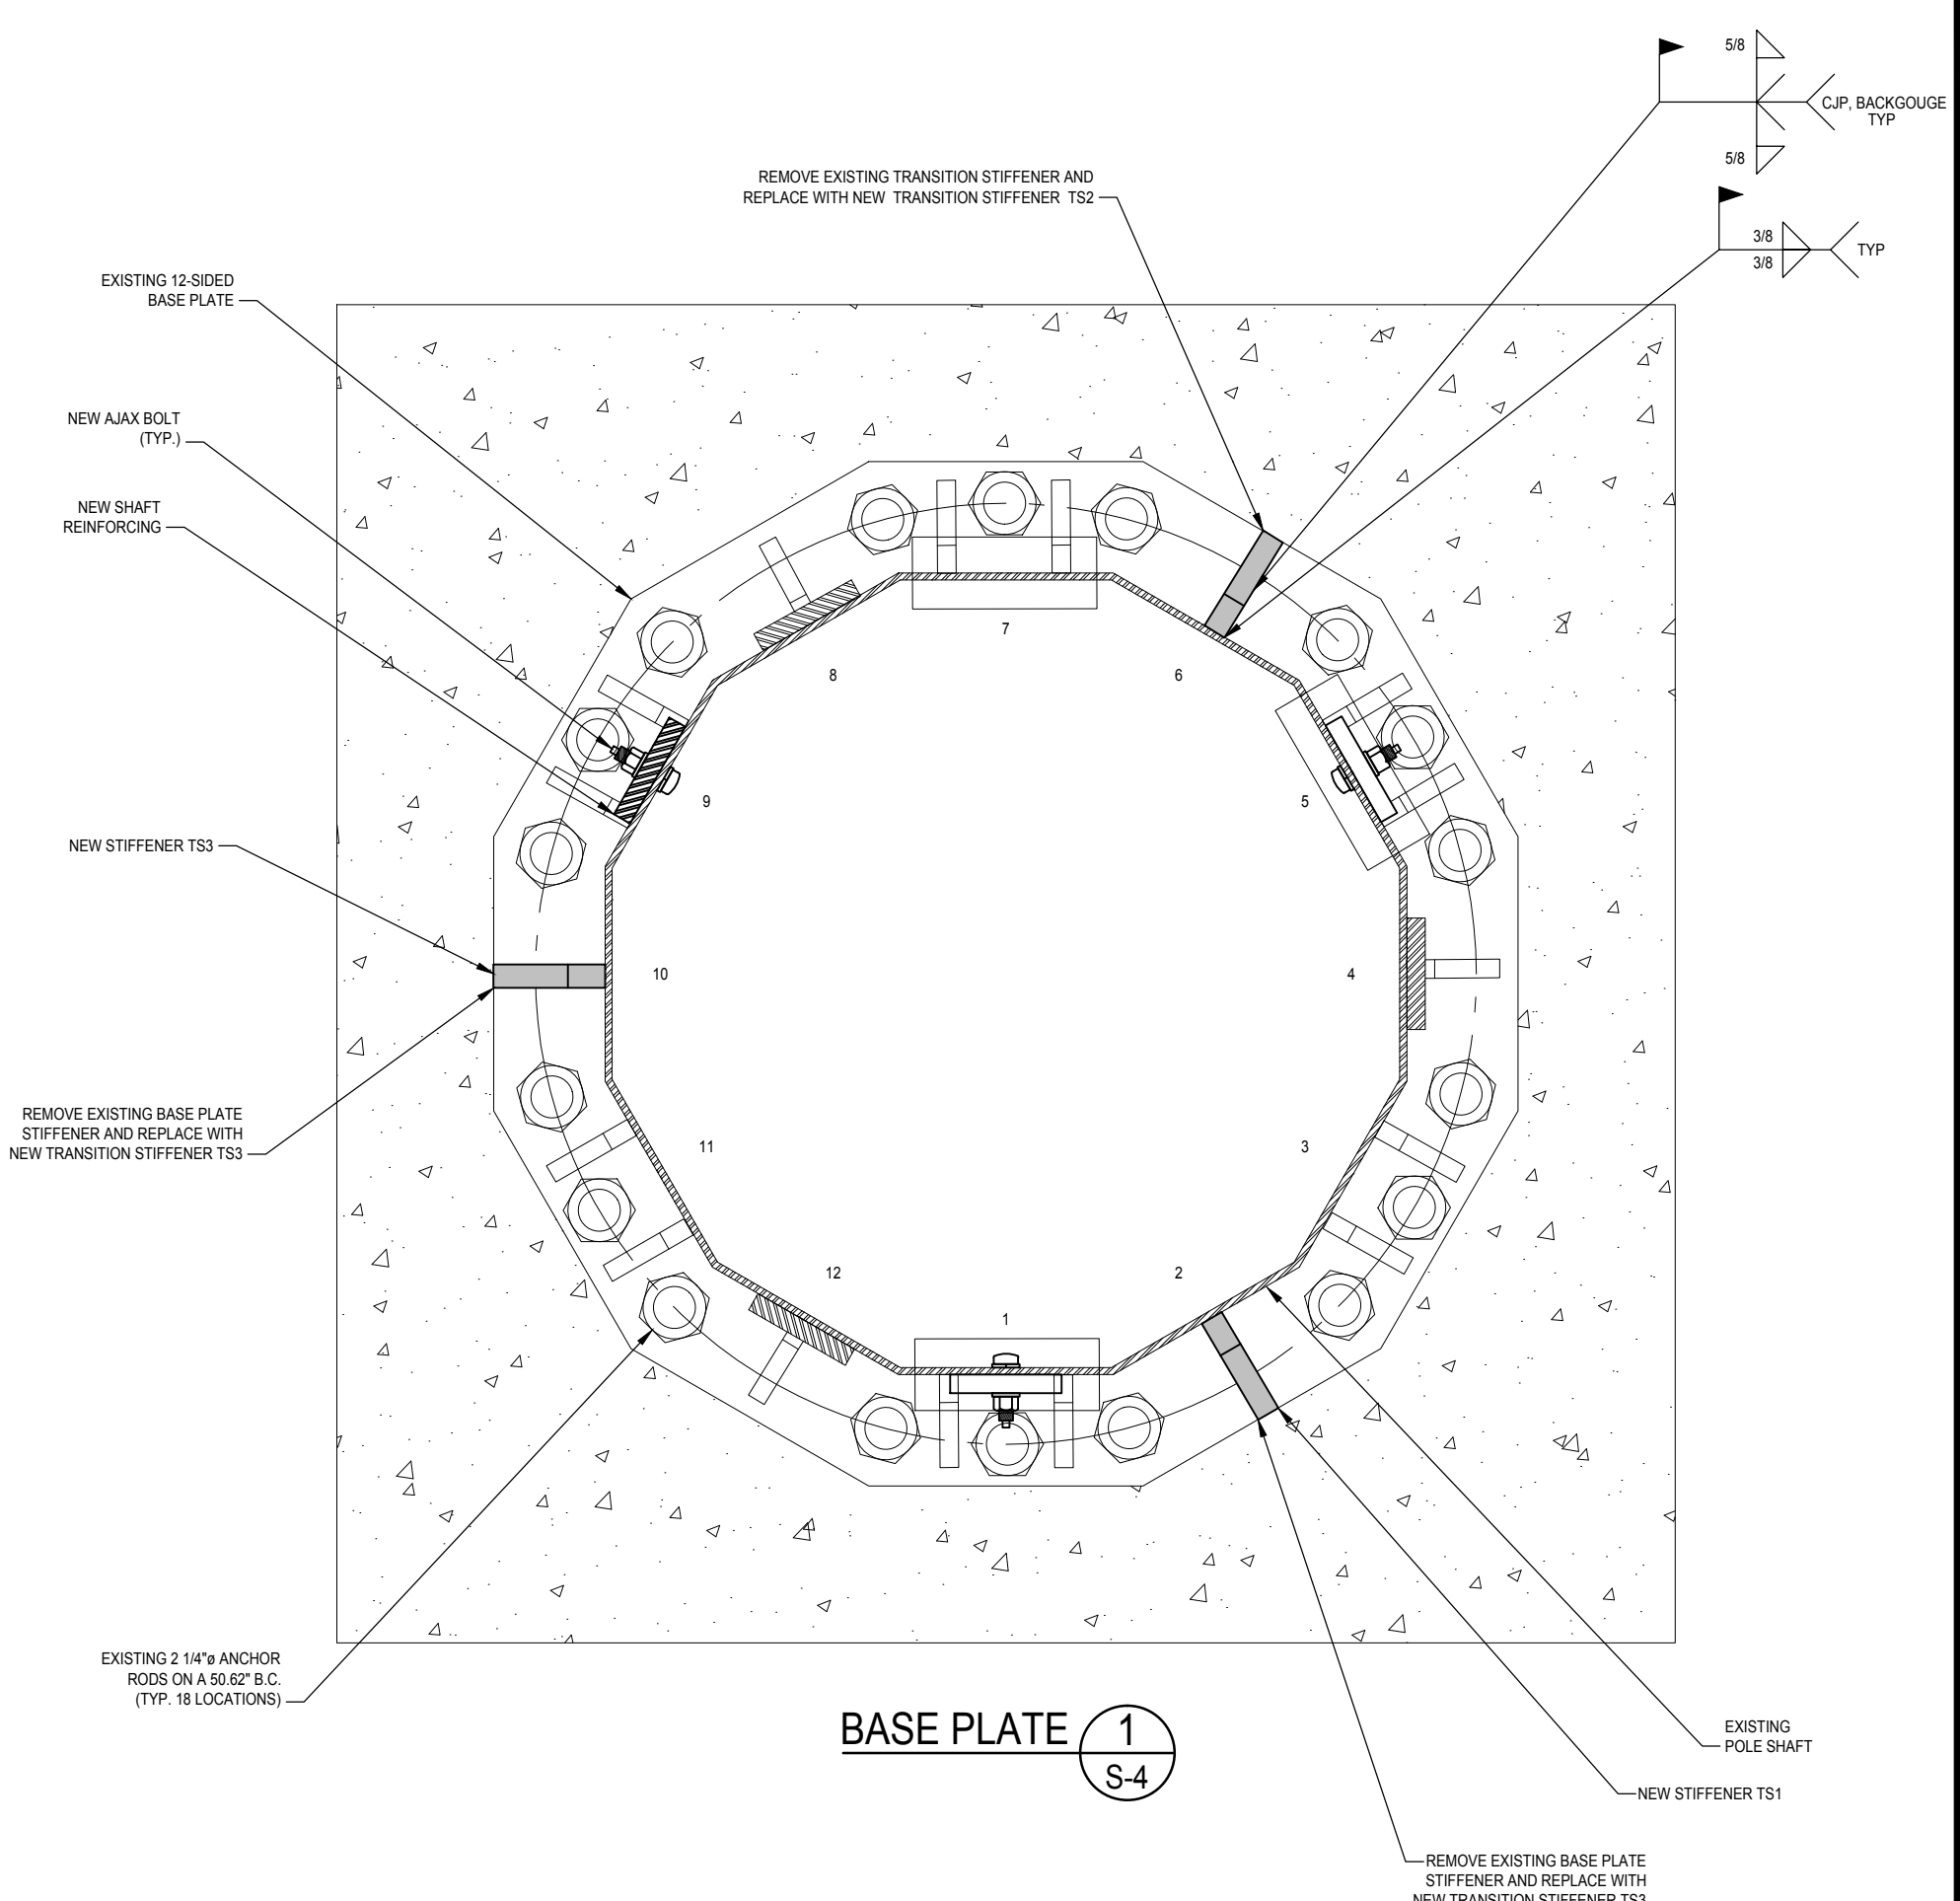 5/8
CJP, BACKGOUGE
TYP
5/8
REMOVE EXISTING TRANSITION STIFFENER AND
REPLACE WITH NEW TRANSITION STIFFENER TS2
3/8
3/8
TYP
EXISTING 12-SIDED
BASE PLATE
NEW AJAX BOLT
(TYP.)
NEW SHAFT
REINFORCING
7
8
6
9
5
NEW STIFFENER TS3
10
4
REMOVE EXISTING BASE PLATE
STIFFENER AND REPLACE WITH
NEW TRANSITION STIFFENER TS3
11
3
12
2
1
EXISTING 2 1/4"ø ANCHOR
RODS ON A 50.62" B.C.
(TYP. 18 LOCATIONS)
BASE PLATE
1
S-4
EXISTING
POLE SHAFT
NEW STIFFENER TS1
REMOVE EXISTING BASE PLATE
STIFFENER AND REPLACE WITH
NEW TRANSITION STIFFENER TS3